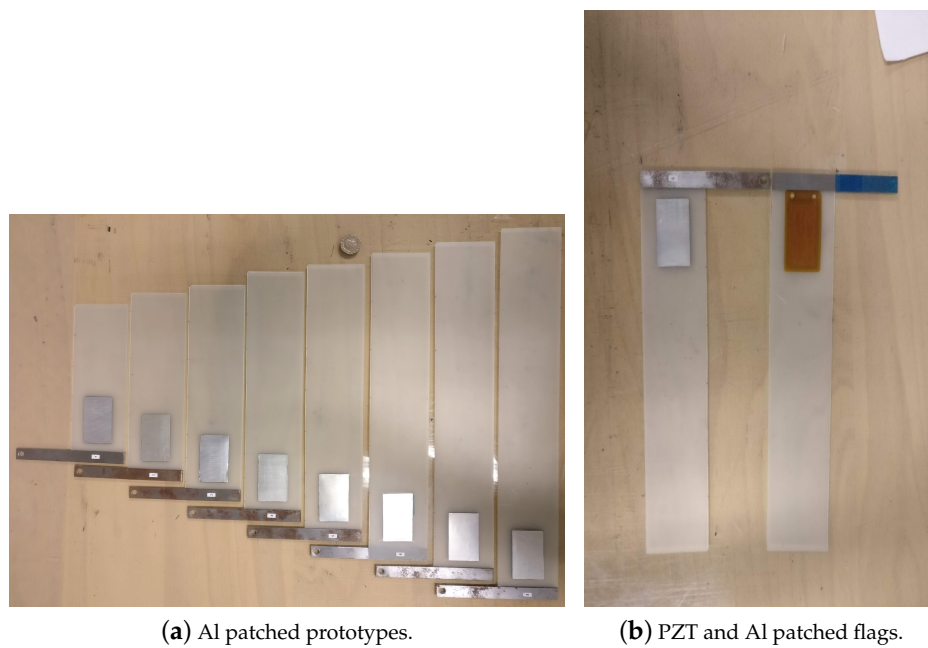 (a) Al patched prototypes.
(b) PZT and Al patched flags.